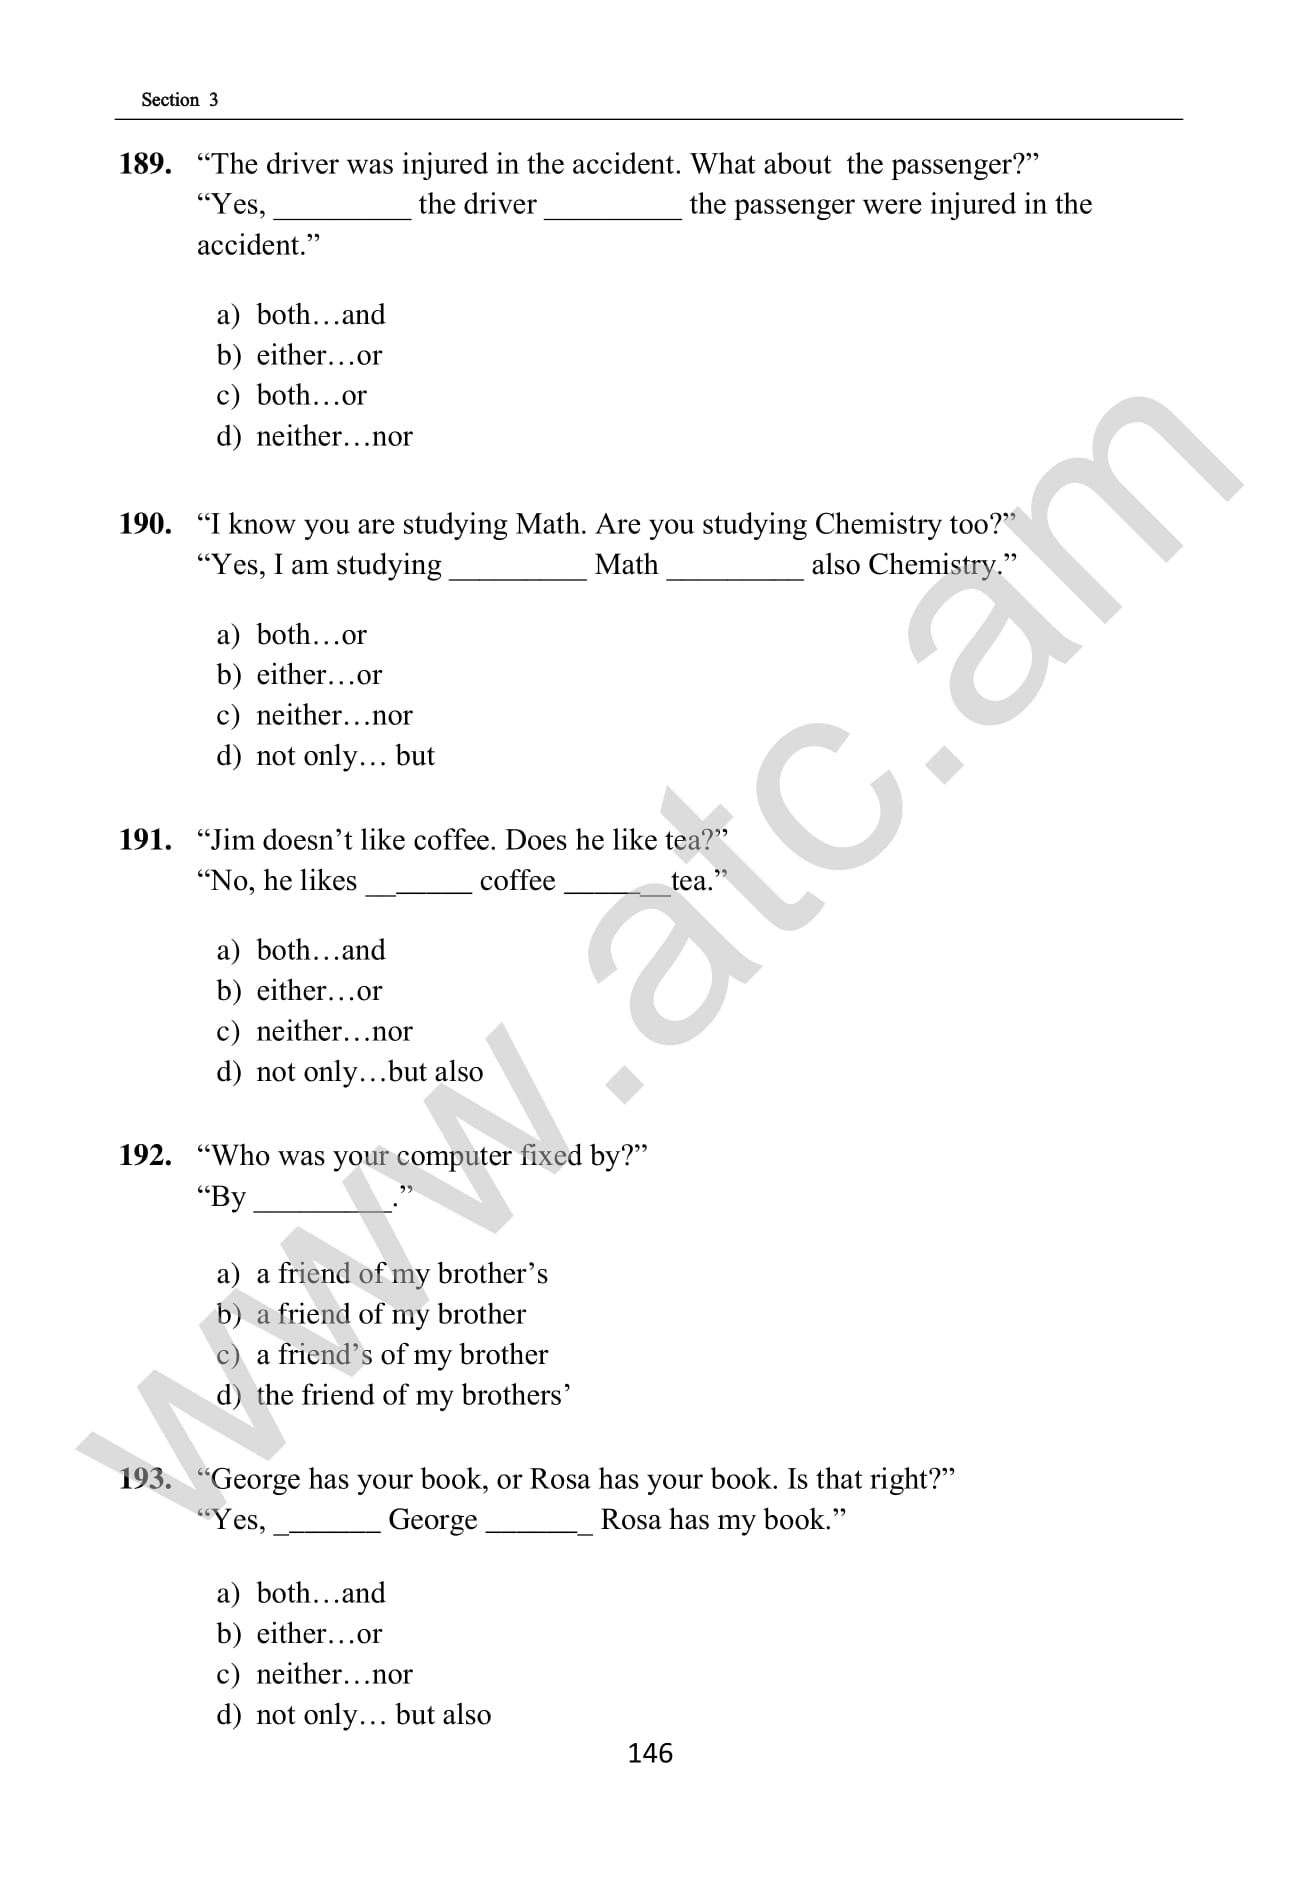 Section 3
189. “The driver was injured in the accident. What about the passenger?”
“Yes, _________ the driver _________ the passenger were injured in the
accident.”
a) both…and
b) either…or
c) both…or
d) neither…nor
190. “I know you are studying Math. Are you studying Chemistry too?”
“Yes, I am studying _________ Math _________ also Chemistry.”
a) both…or
b) either…or
c) neither…nor
d) not only… but
191. “Jim doesn’t like coffee. Does he like tea?”
“No, he likes _______ coffee _______tea.”
a) both…and
b) either…or
c) neither…nor
d) not only…but also
192. “Who was your computer fixed by?”
“By _________.”
a) a friend of my brother’s
b) a friend of my brother
c) a friend’s of my brother
d) the friend of my brothers’
193. “George has your book, or Rosa has your book. Is that right?”
“Yes, _______ George _______ Rosa has my book.”
a) both…and
b) either…or
c) neither…nor
d) not only… but also
146
www.atc.am